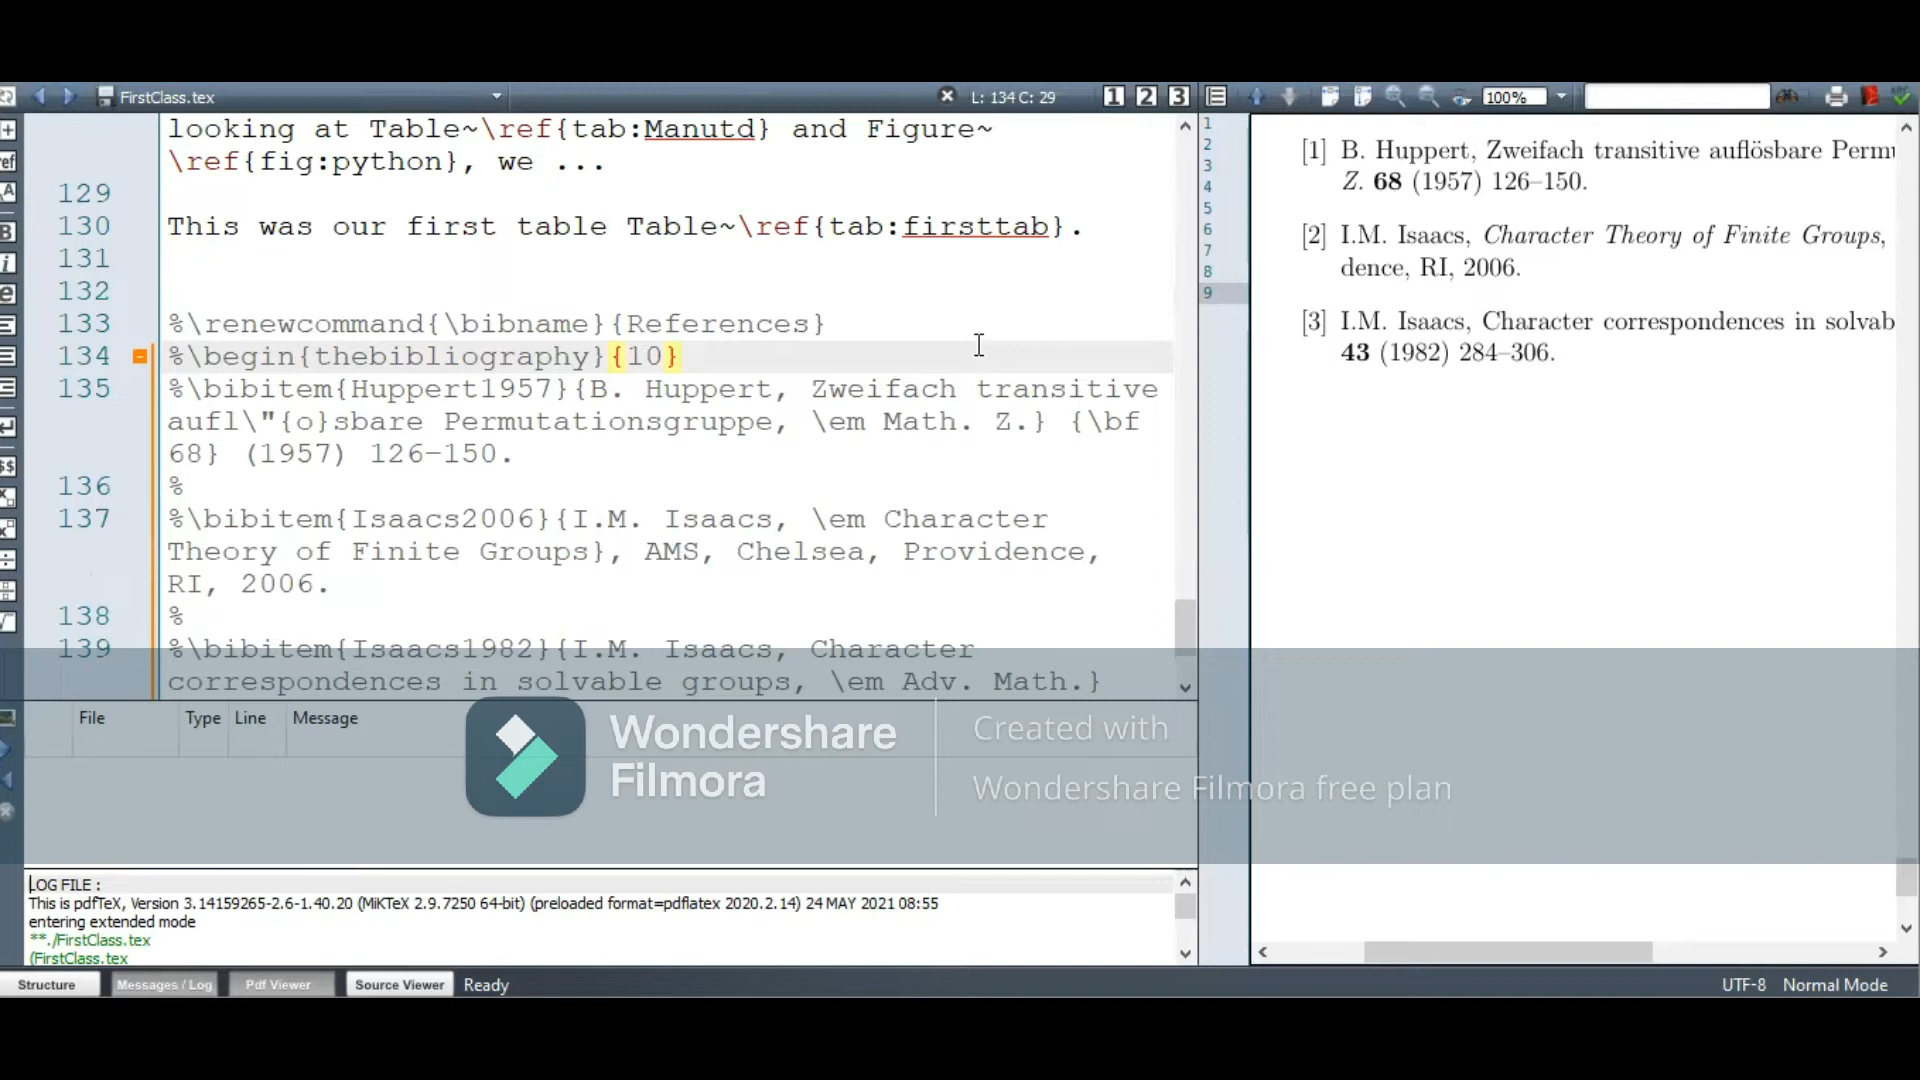 FirstClass.tex
L: 134 C: 29
1 2 3
100%
looking at Table~\ref{tab:Manutd} and Figure~
\ref{fig:python}, we ...
129
130 This was our first table Table~\ref{tab:firsttab}.
131
132
133 %\renewcommand{\bibname}{References}
134 %\begin{thebibliography}{10}
135 %\bibitem{Huppert1957}{B. Huppert, Zweifach transitive
aufl\"{o}sbare Permutationsgruppe, \em Math. Z.} {\bf
68} (1957) 126-150.
136 %
137 %\bibitem{Isaacs2006}{I.M. Isaacs, \em Character
Theory of Finite Groups}, AMS, Chelsea, Providence,
RI, 2006.
138 %
139 %\bibitem{Isaacs1982}{I.M. Isaacs, Character
correspondences in solvable groups, \em Adv. Math.}
1
2
3
4
5
6
7
8
9
[1] B. Huppert, Zweifach transitive auflösbare Perm
Z. 68 (1957) 126–150.
[2] I.M. Isaacs, Character Theory of Finite Groups,
dence, RI, 2006.
[3] I.M. Isaacs, Character correspondences in solvab
43 (1982) 284–306.
File Type Line Message
Wondershare
Filmora
Created with
Wondershare Filmora free plan
LOG FILE :
This is pdfTeX, Version 3.14159265-2.6-1.40.20 (MiKTeX 2.9.7250 64-bit) (preloaded format=pdflatex 2020.2.14) 24 MAY 2021 08:55
entering extended mode
**./FirstClass.tex
(FirstClass.tex
Structure Messages / Log Pdf Viewer Source Viewer Ready
UTF-8 Normal Mode